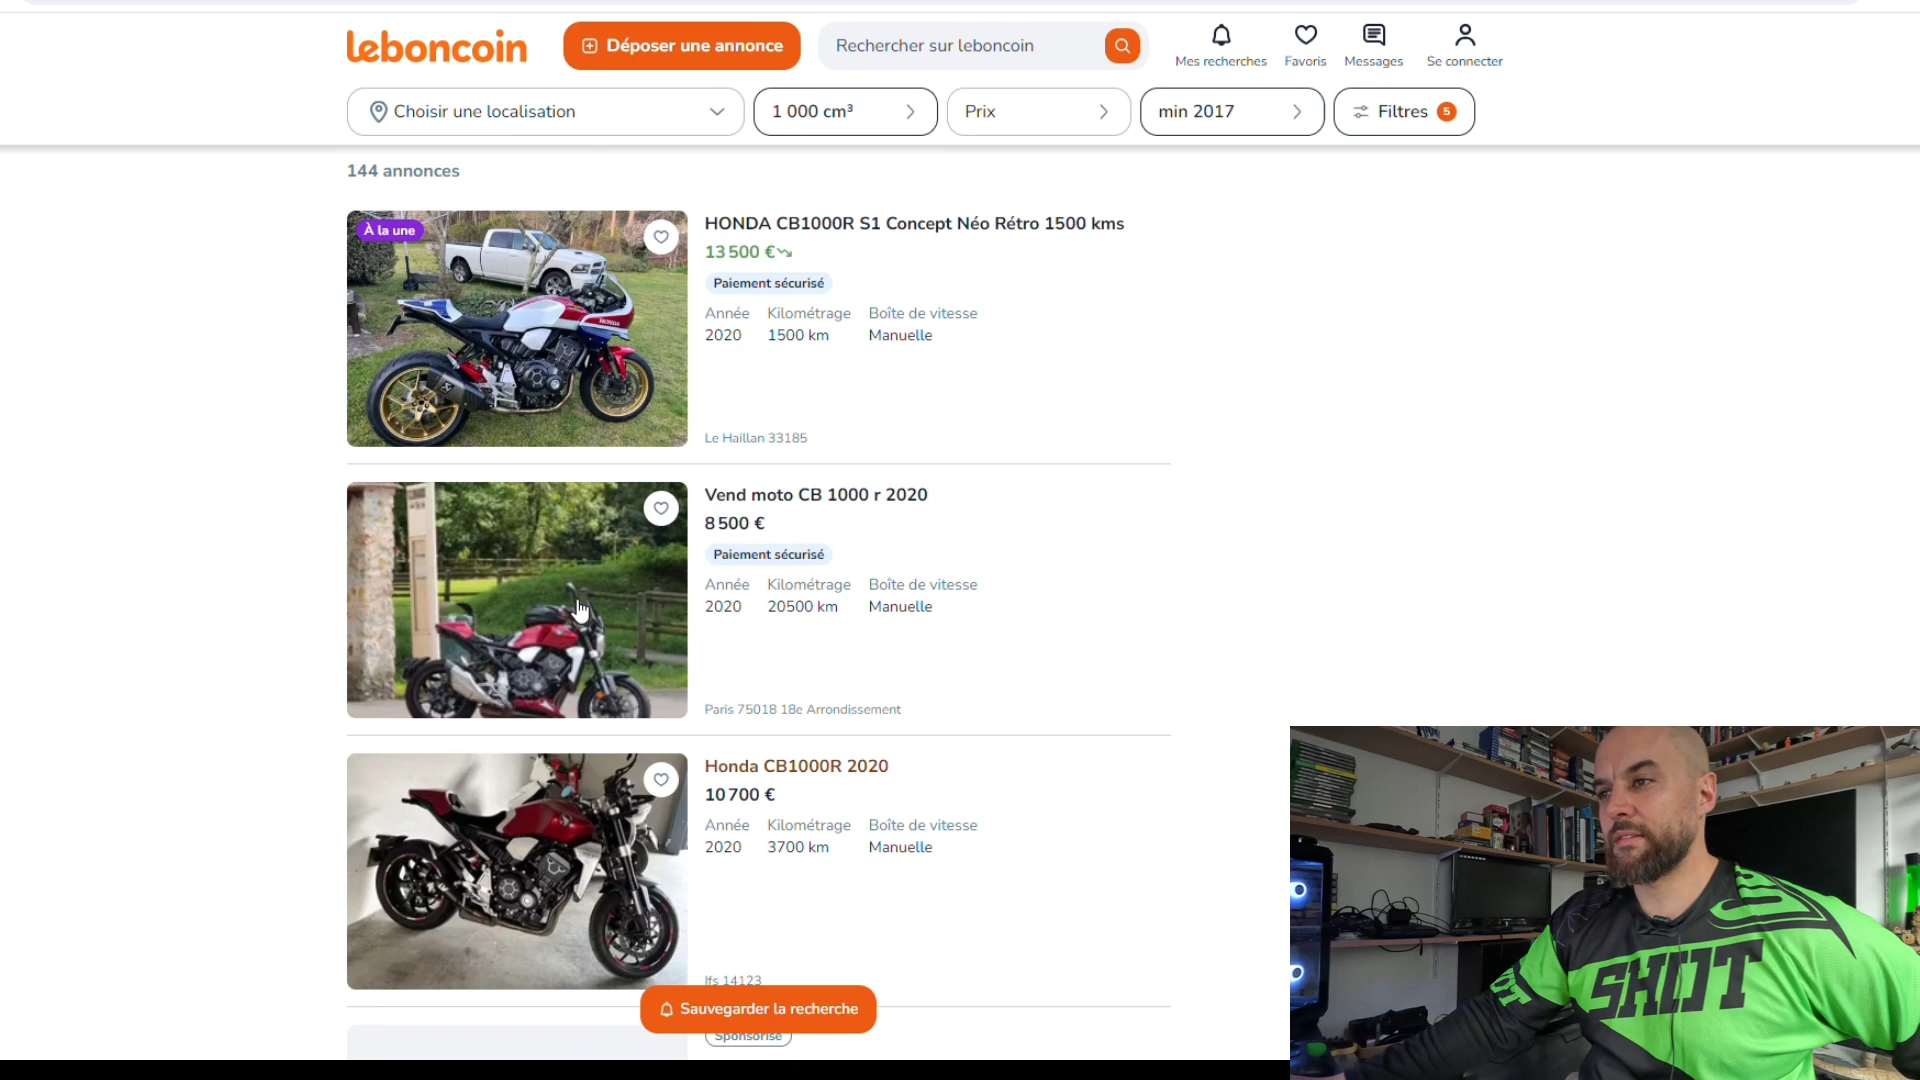 leboncoin
Déposer une annonce
Rechercher sur leboncoin
Mes recherches
Favoris
Messages
Se connecter
Choisir une localisation
1 000 cm³
Prix
min 2017
Filtres 5
144 annonces
À la une
HONDA CB1000R S1 Concept Néo Rétro 1500 kms
13 500 €
Paiement sécurisé
Année Kilométrage Boîte de vitesse
2020 1500 km Manuelle
Le Haillan 33185
Vend moto CB 1000 r 2020
8 500 €
Paiement sécurisé
Année Kilométrage Boîte de vitesse
2020 20500 km Manuelle
Paris 75018 18e Arrondissement
Honda CB1000R 2020
10 700 €
Année Kilométrage Boîte de vitesse
2020 3700 km Manuelle
Ifs 14123
Sauvegarder la recherche
Sponsorisé
SHOT